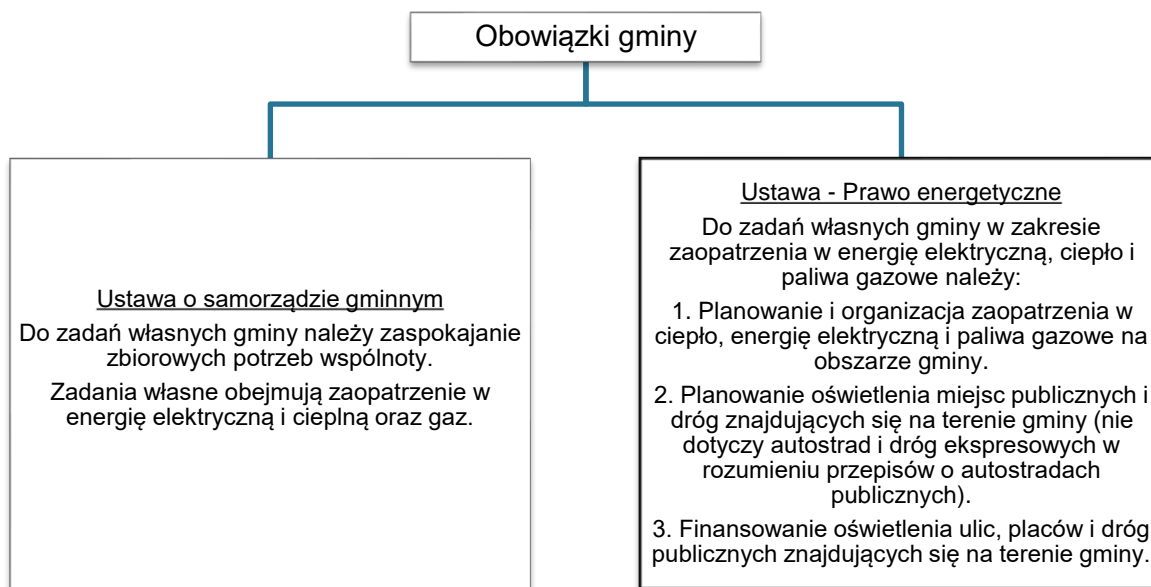 Obowiązki gminy
Ustawa o samorządzie gminnym
Do zadań własnych gminy należy zaspokajanie
zbiorowych potrzeb wspólnoty.
Zadania własne obejmują zaopatrzenie w
energię elektryczną i cieplną oraz gaz.
Ustawa - Prawo energetyczne
Do zadań własnych gminy w zakresie
zaopatrzenia w energię elektryczną, ciepło i
paliwa gazowe należy:
1. Planowanie i organizacja zaopatrzenia w
ciepło, energię elektryczną i paliwa gazowe na
obszarze gminy.
2. Planowanie oświetlenia miejsc publicznych i
dróg znajdujących się na terenie gminy (nie
dotyczy autostrad i dróg ekspresowych w
rozumieniu przepisów o autostradach
publicznych).
3. Finansowanie oświetlenia ulic, placów i dróg
publicznych znajdujących się na terenie gminy.